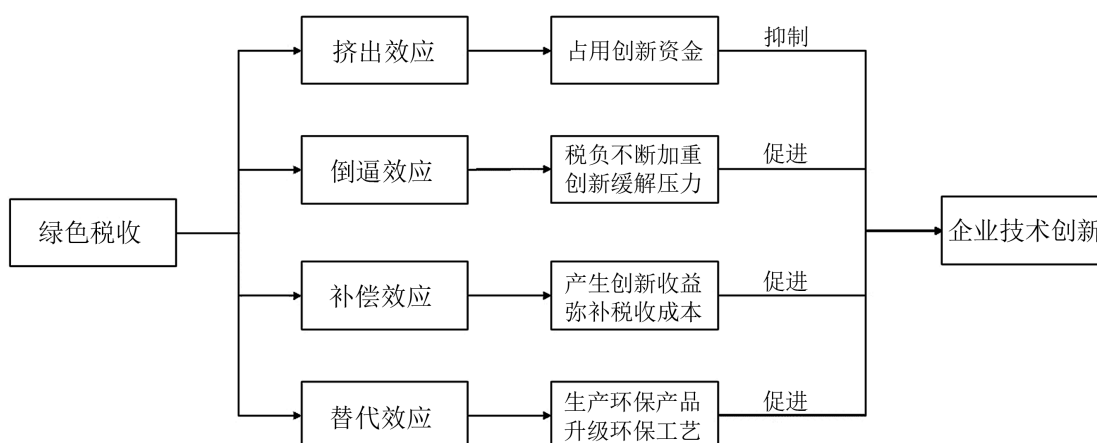 挤出效应
占用创新资金
抑制
倒逼效应
税负不断加重
创新缓解压力
促进
绿色税收
企业技术创新
补偿效应
产生创新收益
弥补税收成本
促进
替代效应
生产环保产品
升级环保工艺
促进